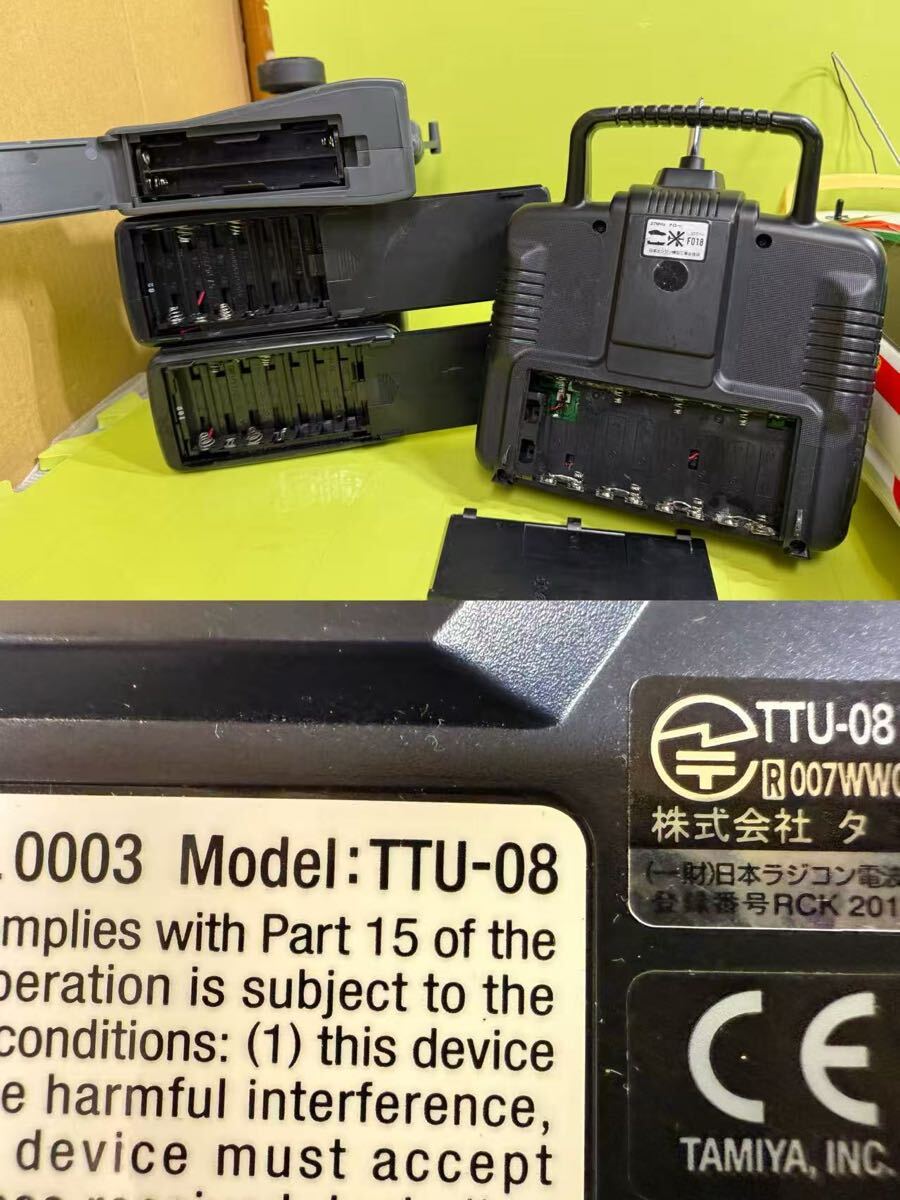 F018
.0003 Model:TTU-08
mplies with Part 15 of the
peration is subject to the
conditions: (1) this device
e harmful interference,
device must accept
TTU-08
R 007WW
株式会社 タ
(一財)日本ラジコン電波
登録番号RCK 201
CE
TAMIYA, INC.